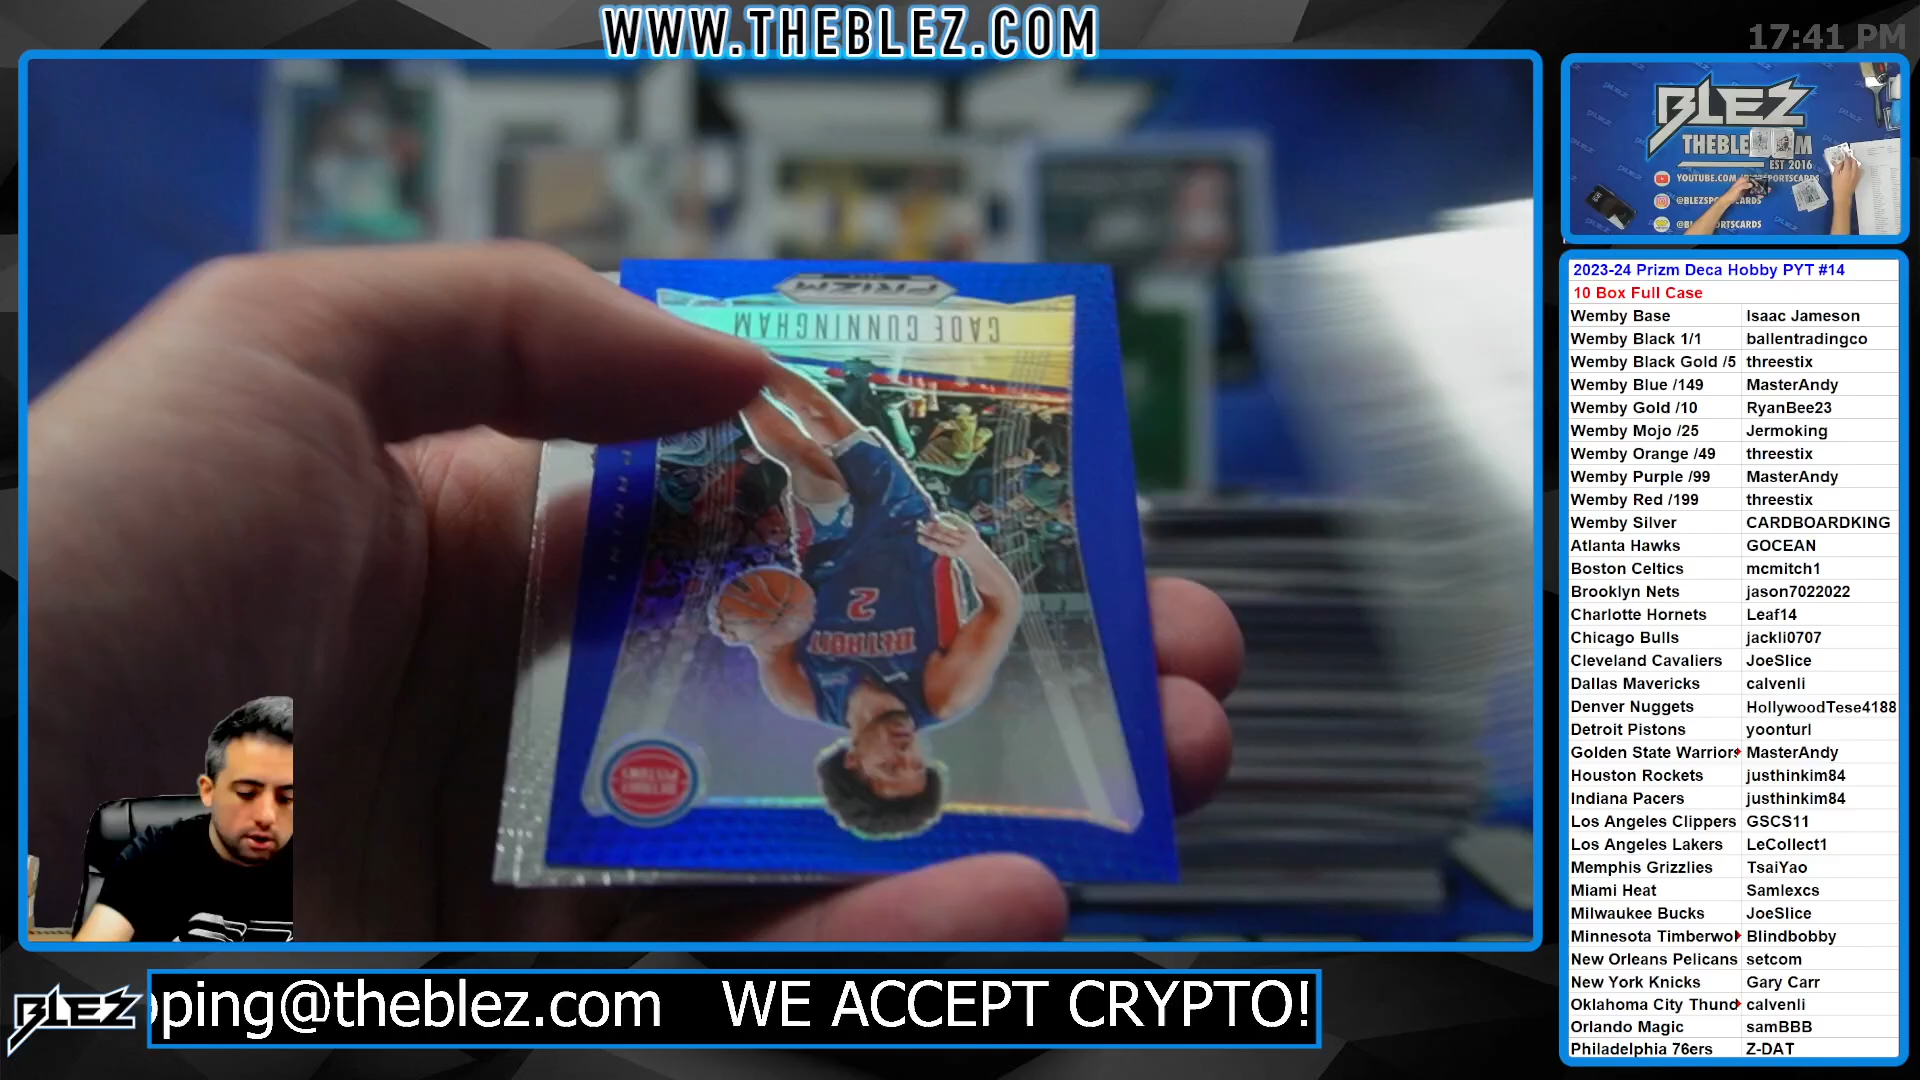 WWW.THEBLEZ.COM
17:41 PM
PRIZM
CADE CUNNINGHAM
PANINI
2
DETROIT
DETROIT
PISTONS
BLEZ
EST 2016
2023-24 Prizm Deca Hobby PYT #14
10 Box Full Case
Wemby Base Isaac Jameson
Wemby Black 1/1 ballentradingco
Wemby Black Gold /5 threestix
Wemby Blue /149 MasterAndy
Wemby Gold /10 RyanBee23
Wemby Mojo /25 Jermoking
Wemby Orange /49 threestix
Wemby Purple /99 MasterAndy
Wemby Red /199 threestix
Wemby Silver CARDBOARDKING
Atlanta Hawks GOCEAN
Boston Celtics mcmitch1
Brooklyn Nets jason7022022
Charlotte Hornets Leaf14
Chicago Bulls jackli0707
Cleveland Cavaliers JoeSlice
Dallas Mavericks calvenli
Denver Nuggets HollywoodTese4188
Detroit Pistons yoonturl
Golden State Warriors MasterAndy
Houston Rockets justhinkim84
Indiana Pacers justhinkim84
Los Angeles Clippers GSCS11
Los Angeles Lakers LeCollect1
Memphis Grizzlies TsaiYao
Miami Heat Samlexcs
Milwaukee Bucks JoeSlice
Minnesota Timberwol Blindbobby
New Orleans Pelicans setcom
New York Knicks Gary Carr
Oklahoma City Thund calvenli
Orlando Magic samBBB
Philadelphia 76ers Z-DAT
BLEZ
pping@theblez.com WE ACCEPT CRYPTO!